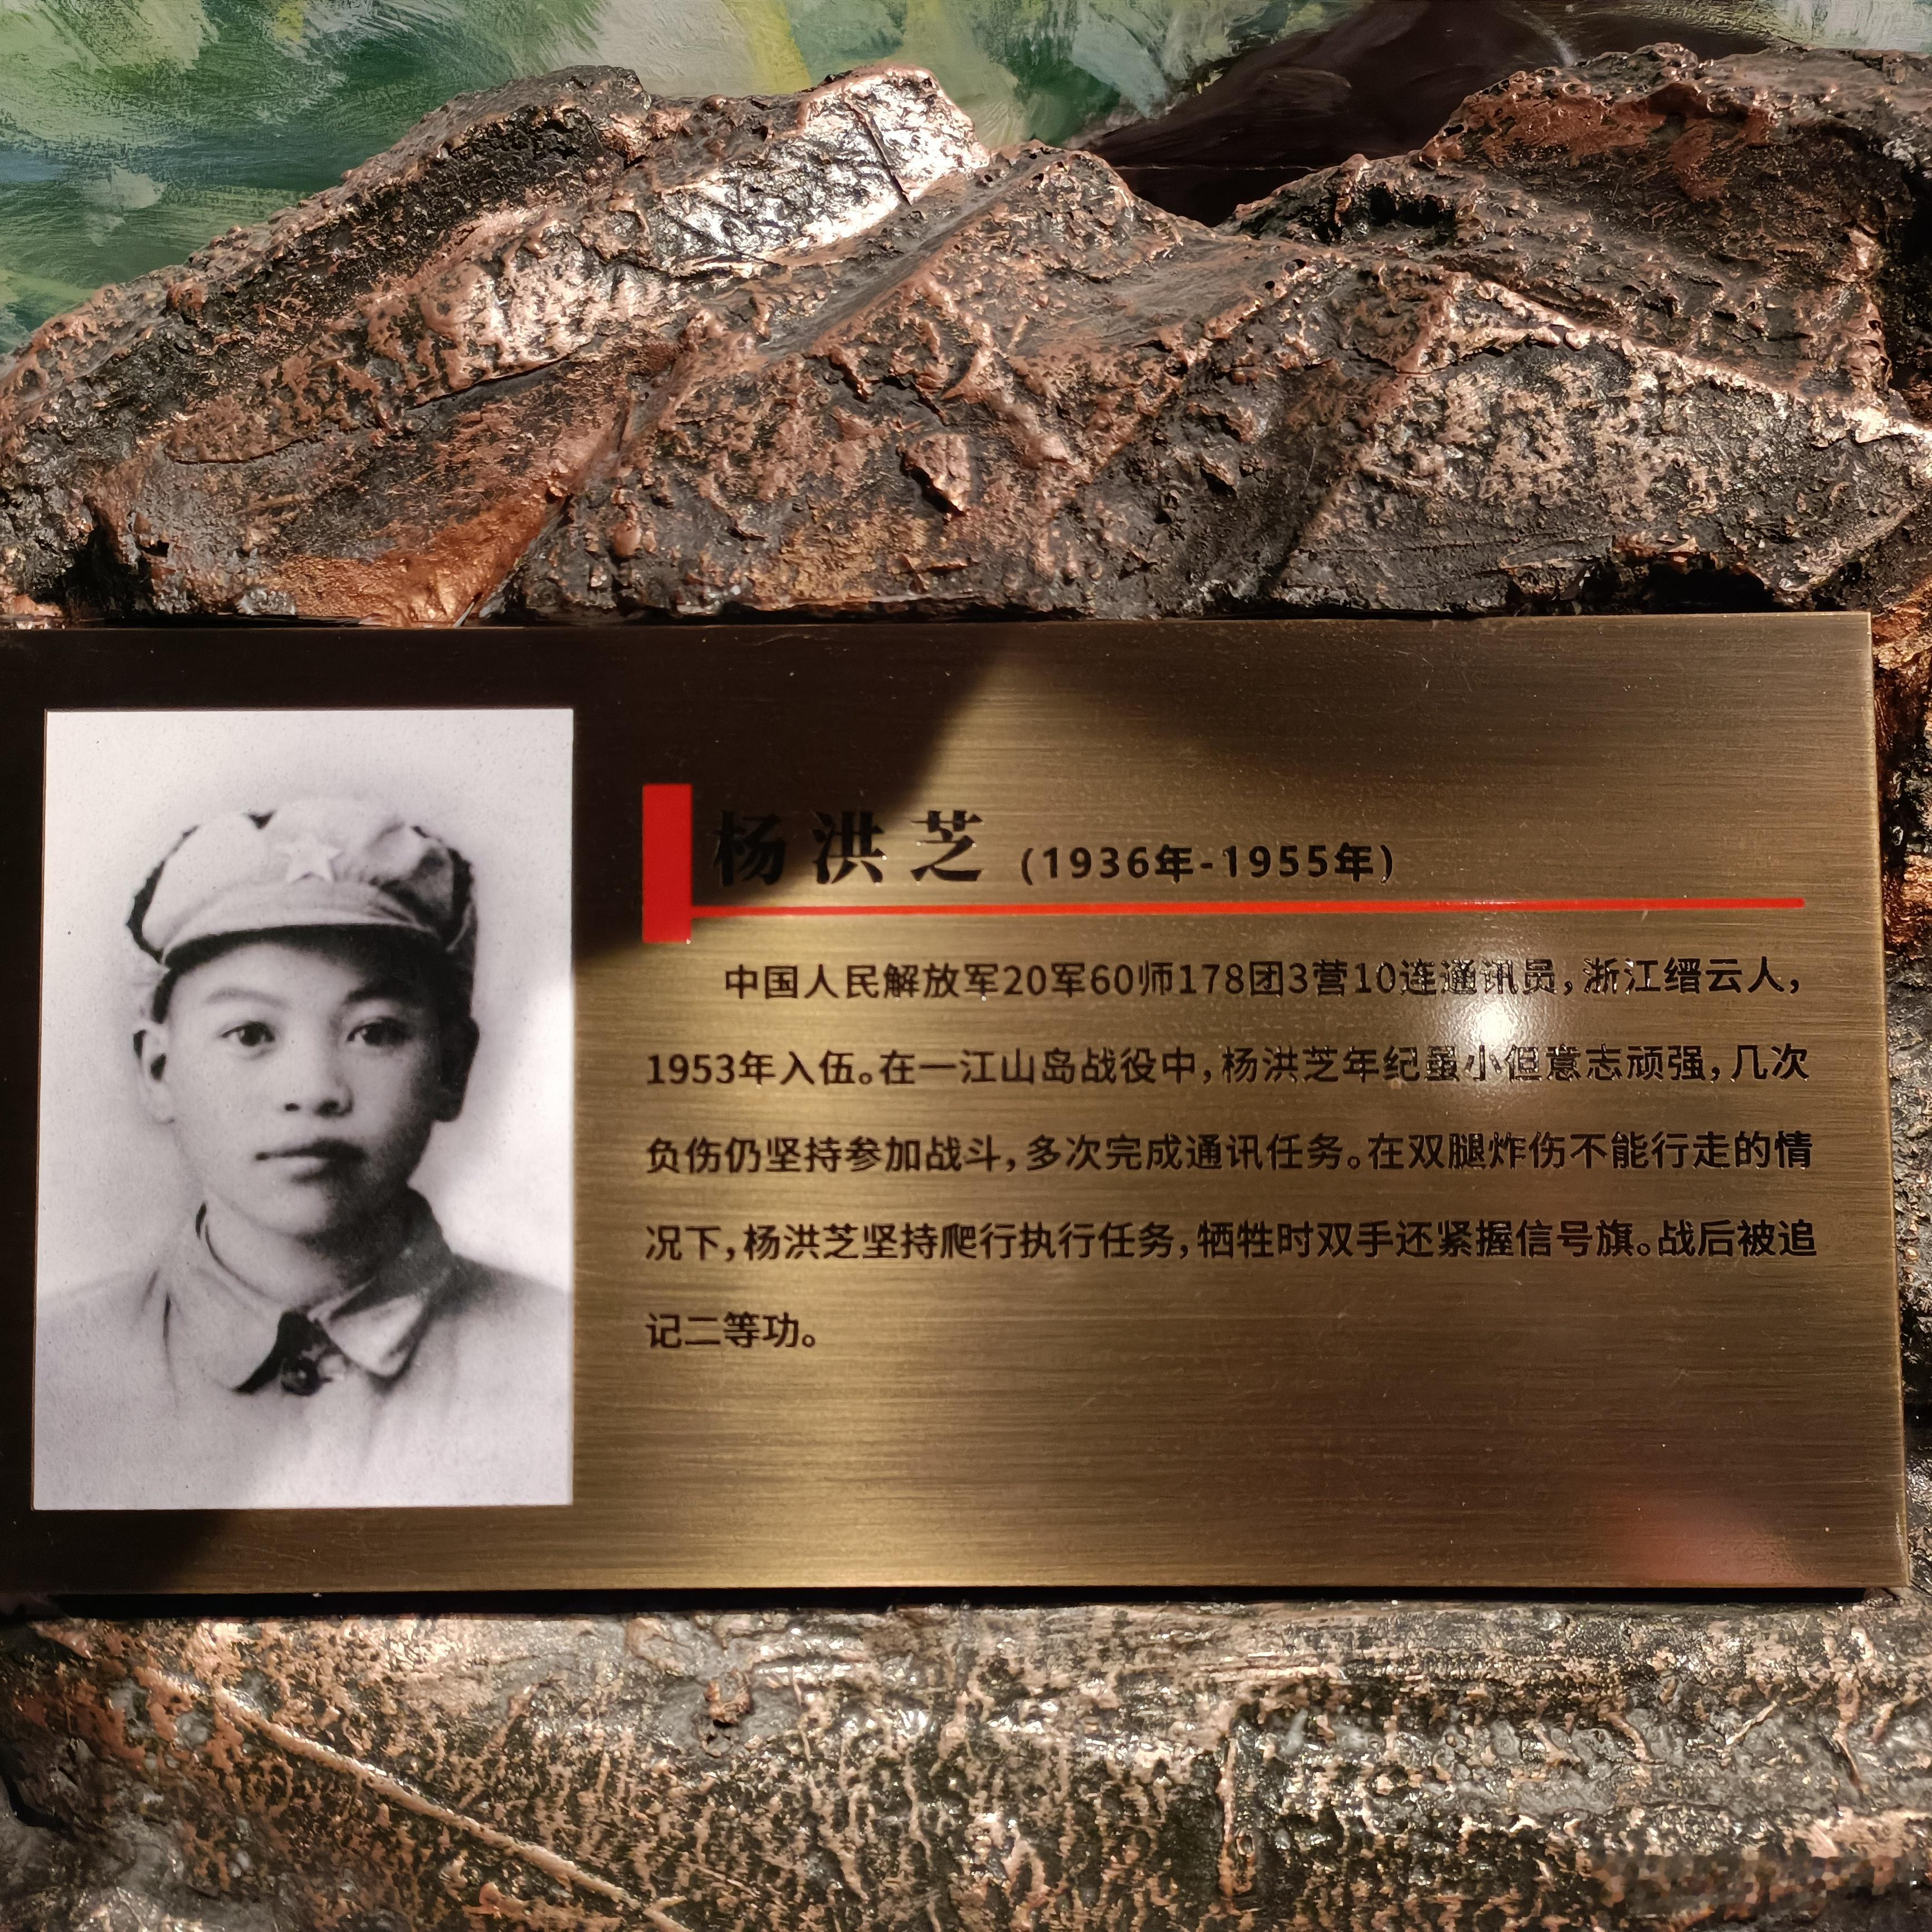 杨洪芝 (1936年-1955年)
中国人民解放军20军60师178团3营10连通讯员，浙江缙云人，
1953年入伍。在一江山岛战役中，杨洪芝年纪虽小但意志顽强，几次
负伤仍坚持参加战斗，多次完成通讯任务。在双腿炸伤不能行走的情
况下，杨洪芝坚持爬行执行任务，牺牲时双手还紧握信号旗。战后被追
记二等功。